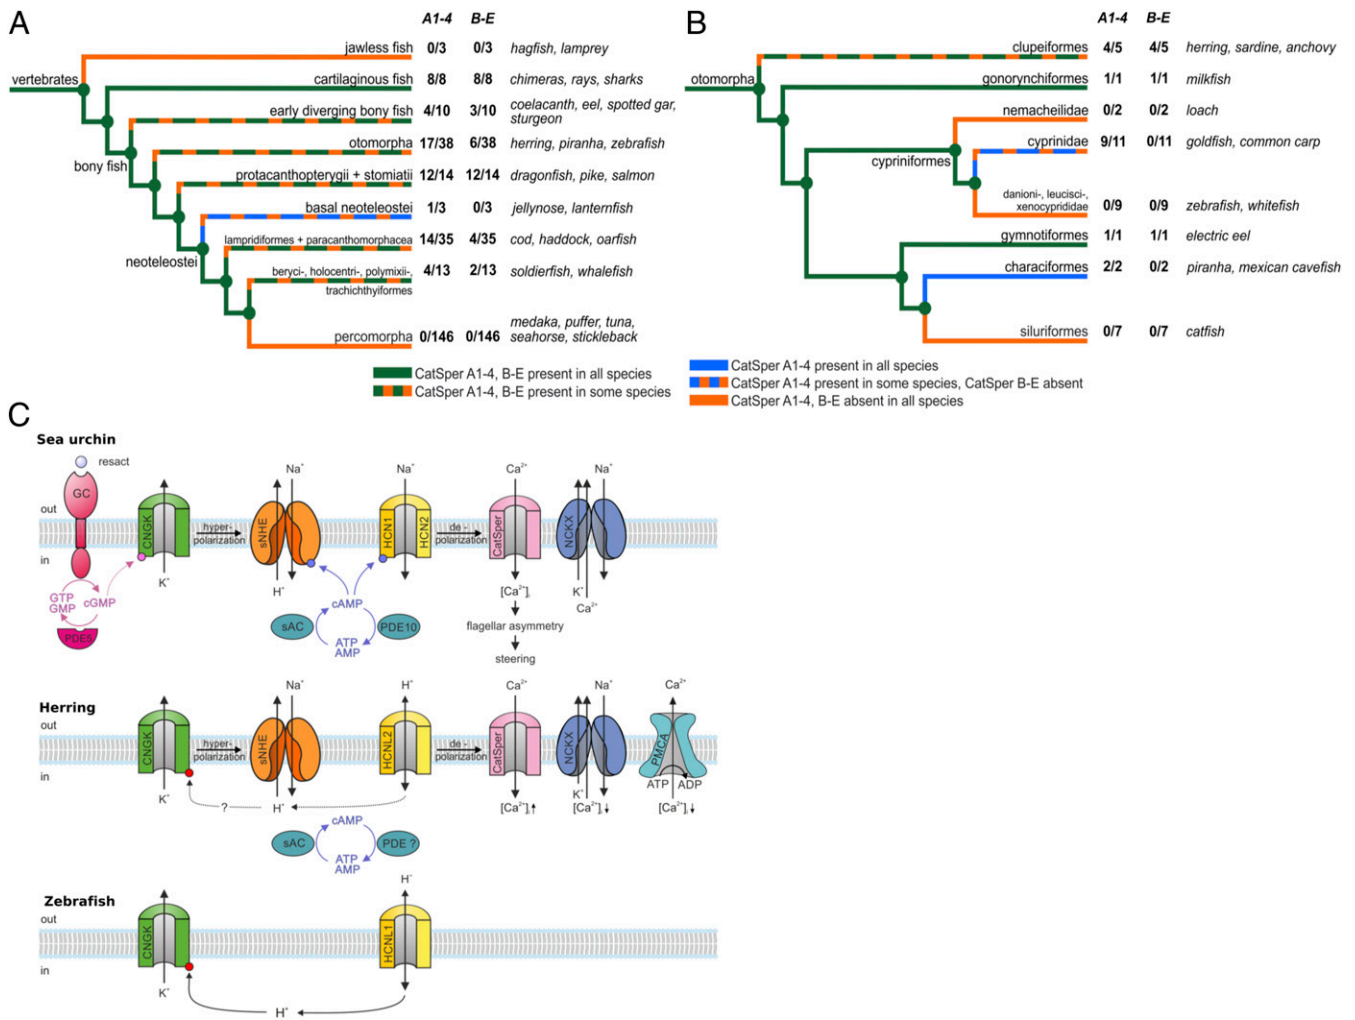 A
A1-4 B-E
jawless fish 0/3 0/3 hagfish, lamprey
vertebrates
cartilaginous fish 8/8 8/8 chimeras, rays, sharks
early diverging bony fish 4/10 3/10 coelacanth, eel, spotted gar,
sturgeon
bony fish
otomorpha 17/38 6/38 herring, piranha, zebrafish
protacanthopterygii + stomiatii 12/14 12/14 dragonfish, pike, salmon
basal neoteleostei 1/3 0/3 jellynose, lanternfish
lampridiformes + paracanthomorphacea 14/35 4/35 cod, haddock, oarfish
neoteleostei
beryci-, holocentri-, polymixii-, 4/13 2/13 soldierfish, whalefish
trachichthyiformes
percomorpha 0/146 0/146 medaka, puffer, tuna,
seahorse, stickleback
CatSper A1-4, B-E present in all species
CatSper A1-4, B-E present in some species
B
A1-4 B-E
clupeiformes 4/5 4/5 herring, sardine, anchovy
otomorpha
gonorynchiformes 1/1 1/1 milkfish
nemacheilidae 0/2 0/2 loach
cyprinidae 9/11 0/11 goldfish, common carp
cypriniformes
danioni-, leucisci-,
xenocyprididae 0/9 0/9 zebrafish, whitefish
gymnotiformes 1/1 1/1 electric eel
characiformes 2/2 0/2 piranha, mexican cavefish
siluriformes 0/7 0/7 catfish
CatSper A1-4 present in all species
CatSper A1-4 present in some species, CatSper B-E absent
CatSper A1-4, B-E absent in all species
C
Sea urchin
resact
Na⁺ Na⁺ Ca²⁺ Na⁺
GC
out
CNGK
hyper-
polarization
sNHE
HCN1
HCN2
de -
polarization
CatSper
NCKX
in
K⁺ H⁺ [Ca²⁺]ᵢ K⁺
Ca²⁺
GTP
GMP
cGMP
cAMP
PDE5
sAC
PDE10
ATP
AMP
flagellar asymmetry
steering
Herring
Na⁺ H⁺ Ca²⁺ Na⁺ Ca²⁺
out
CNGK
hyper-
polarization
sNHE
HCNL2
de -
polarization
CatSper
NCKX
PMCA
in
ATP ADP
K⁺ ? H⁺ [Ca²⁺]ᵢ↑ K⁺ [Ca²⁺]ᵢ↓ [Ca²⁺]ᵢ↓
cAMP
sAC
PDE ?
ATP
AMP
Zebrafish
H⁺
out
CNGK
HCNL1
in
K⁺
H⁺